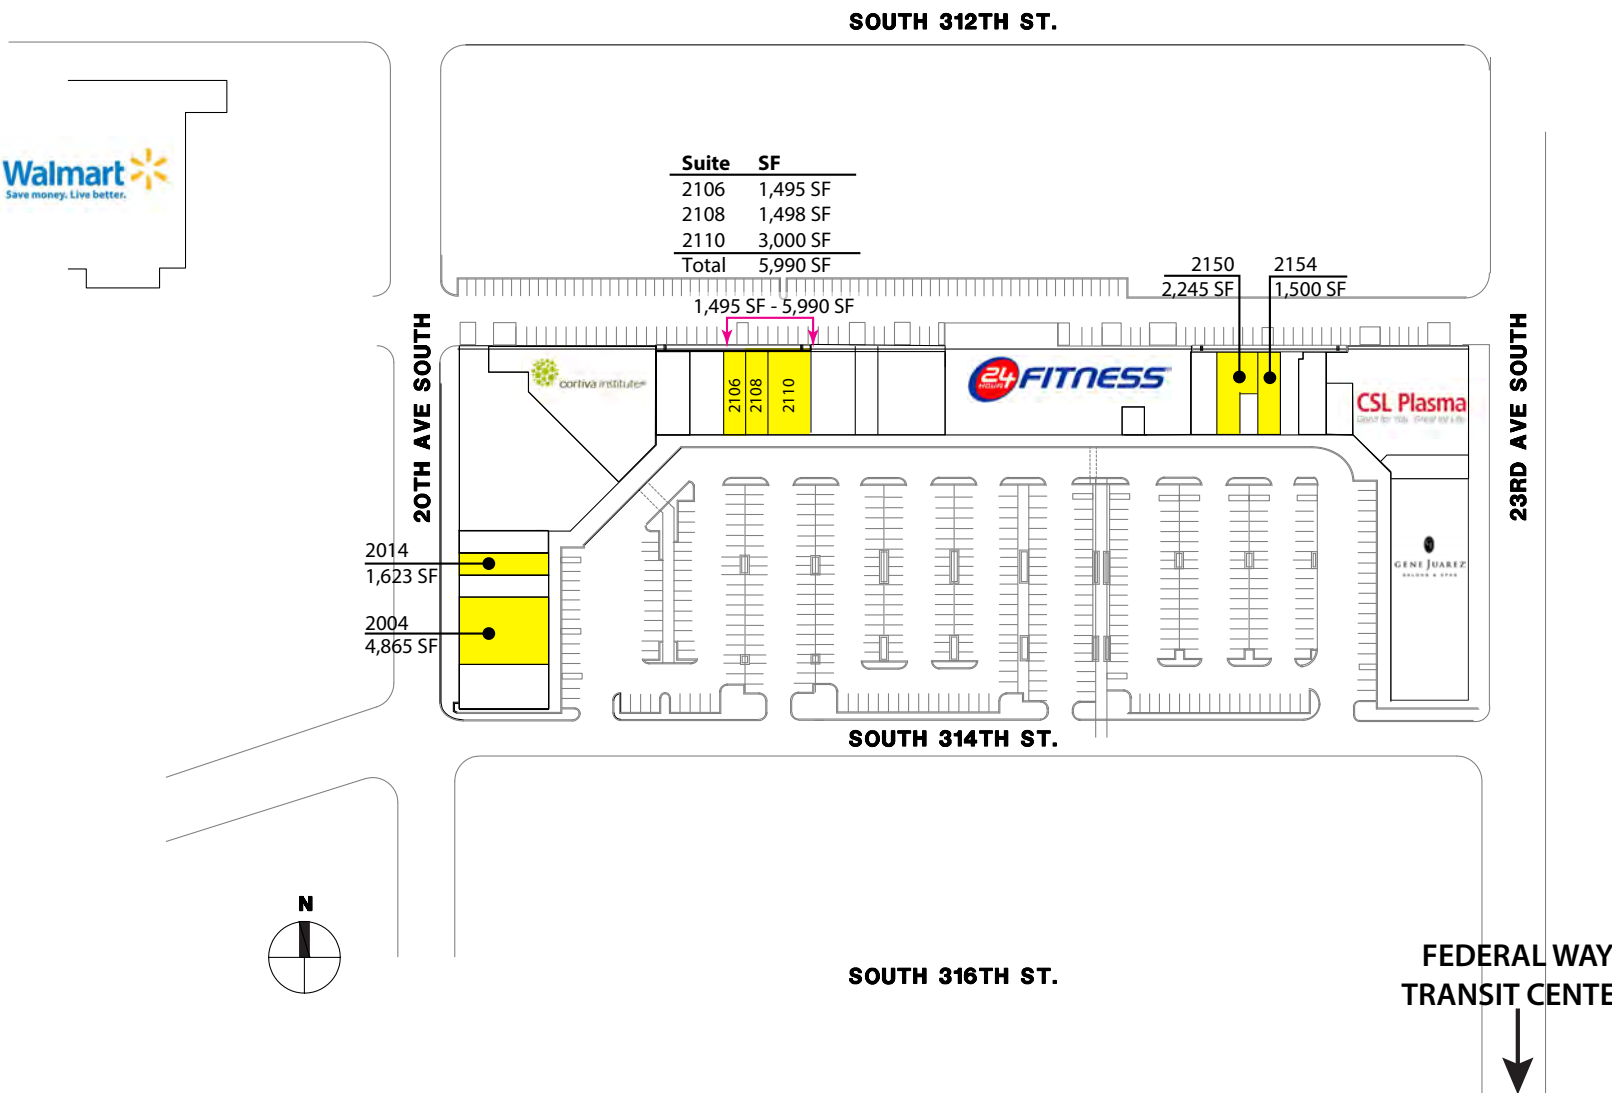 SOUTH 312TH ST.
Walmart
Save money. Live better.
Suite SF
2106 1,495 SF
2108 1,498 SF
2110 3,000 SF
Total 5,990 SF
1,495 SF - 5,990 SF
2150
2,245 SF
2154
1,500 SF
20TH AVE SOUTH
cortiva institute
2106
2108
2110
24
HOUR
FITNESS
CSL Plasma
23RD AVE SOUTH
2014
1,623 SF
2004
4,865 SF
GENE JUAREZ
SALONS & SPAS
SOUTH 314TH ST.
N
SOUTH 316TH ST.
FEDERAL WAY
TRANSIT CENTE